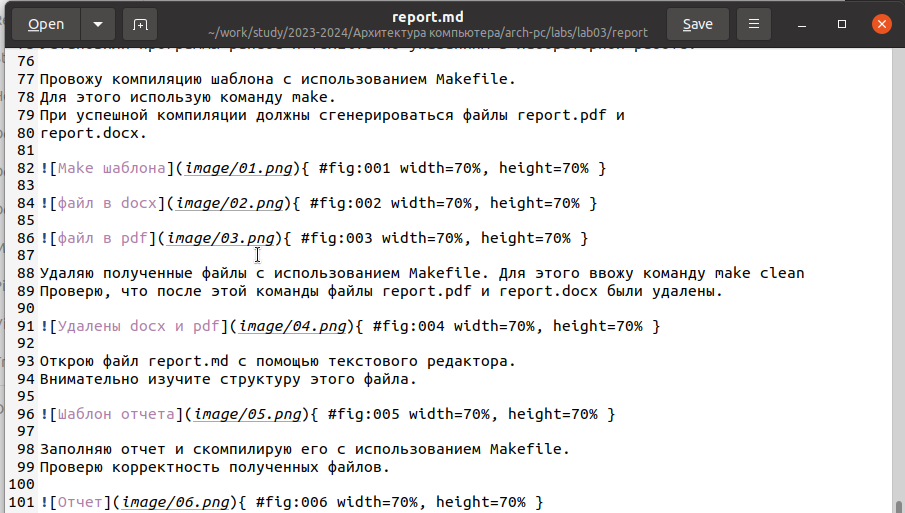 Open
report.md
~/work/study/2023-2024/Архитектура компьютера/arch-pc/labs/lab03/report
Save
76
77 Провожу компиляцию шаблона с использованием Makefile.
78 Для этого использую команду make.
79 При успешной компиляции должны сгенерироваться файлы report.pdf и
80 report.docx.
81
82 ![Make шаблона](image/01.png){ #fig:001 width=70%, height=70% }
83
84 ![файл в docx](image/02.png){ #fig:002 width=70%, height=70% }
85
86 ![файл в pdf](image/03.png){ #fig:003 width=70%, height=70% }
87
88 Удаляю полученные файлы с использованием Makefile. Для этого ввожу команду make clean
89 Проверю, что после этой команды файлы report.pdf и report.docx были удалены.
90
91 ![Удалены docx и pdf](image/04.png){ #fig:004 width=70%, height=70% }
92
93 Открою файл report.md с помощью текстового редактора.
94 Внимательно изучите структуру этого файла.
95
96 ![Шаблон отчета](image/05.png){ #fig:005 width=70%, height=70% }
97
98 Заполняю отчет и скомпилирую его с использованием Makefile.
99 Проверю корректность полученных файлов.
100
101 ![Отчет](image/06.png){ #fig:006 width=70%, height=70% }